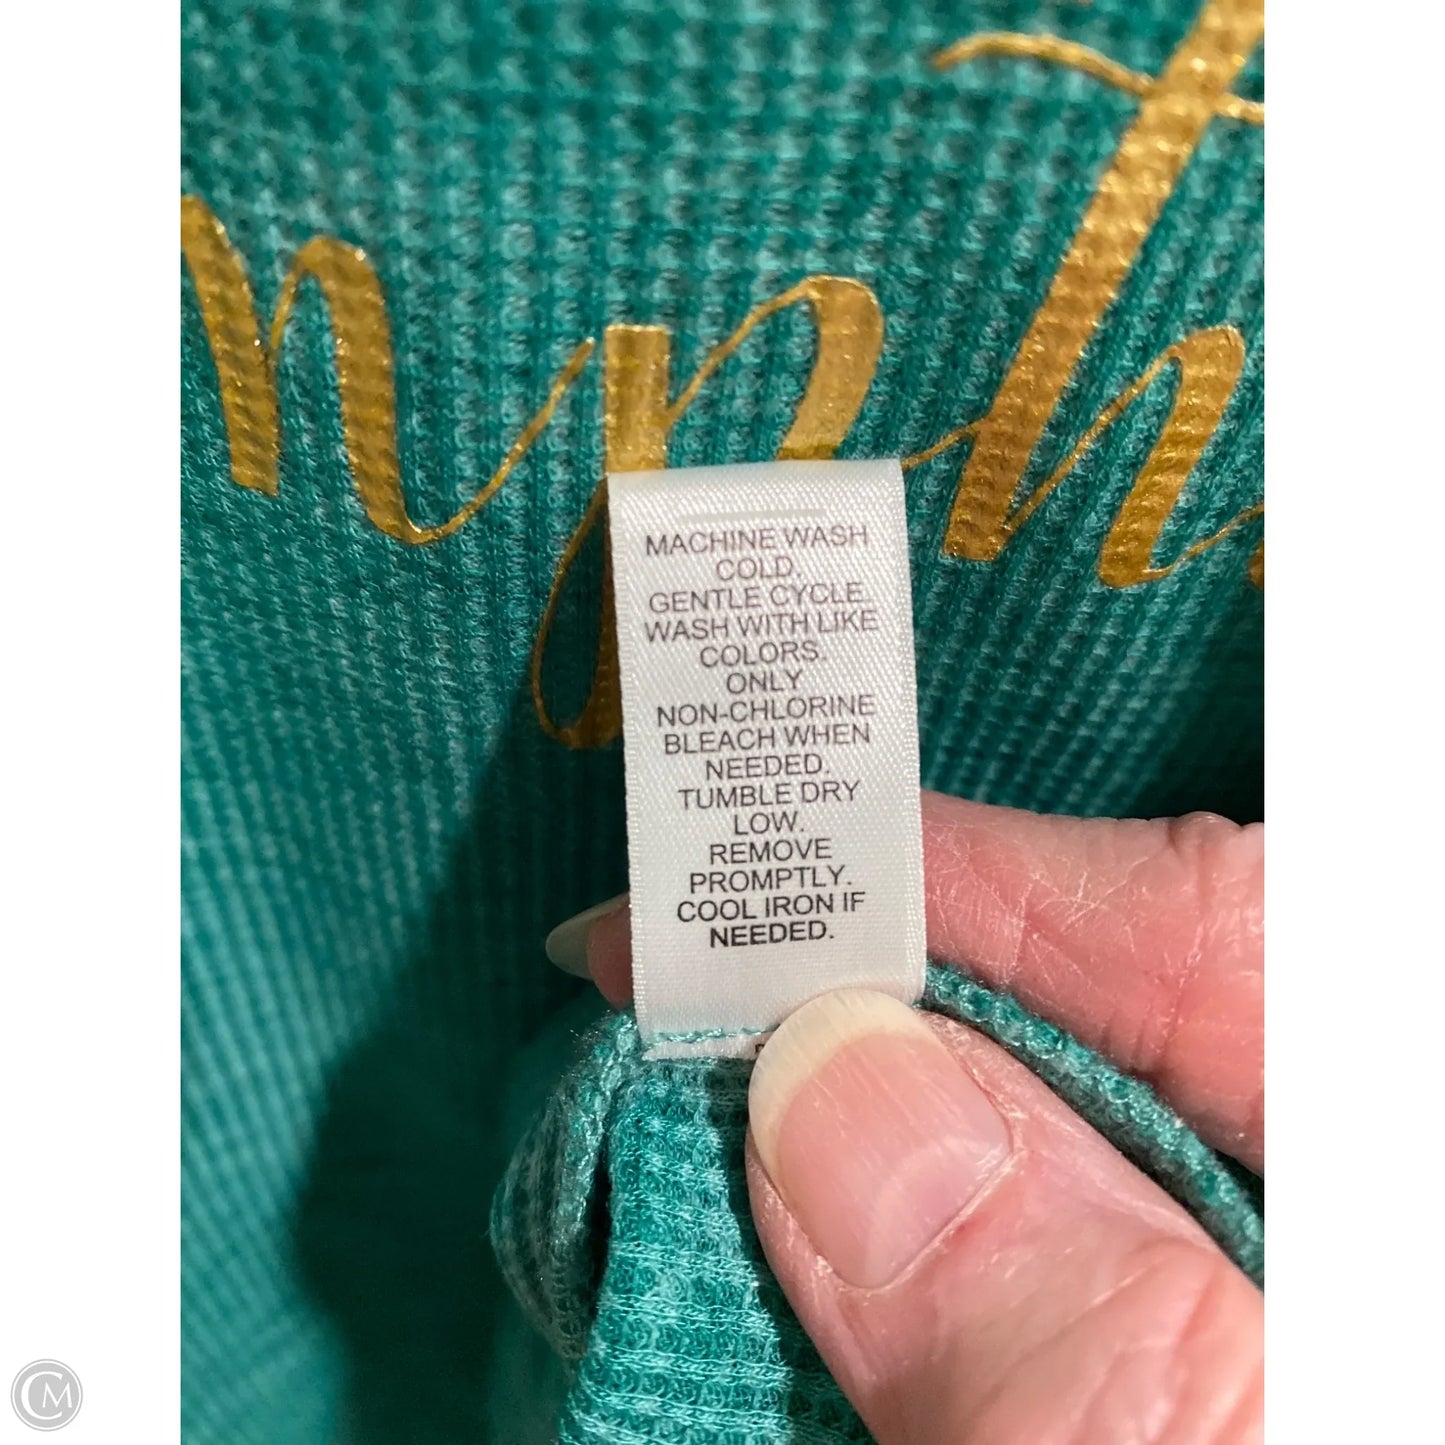 MACHINE WASH
COLD.
GENTLE CYCLE.
WASH WITH LIKE
COLORS.
ONLY
NON-CHLORINE
BLEACH WHEN
NEEDED.
TUMBLE DRY
LOW.
REMOVE
PROMPTLY.
COOL IRON IF
NEEDED.
CM